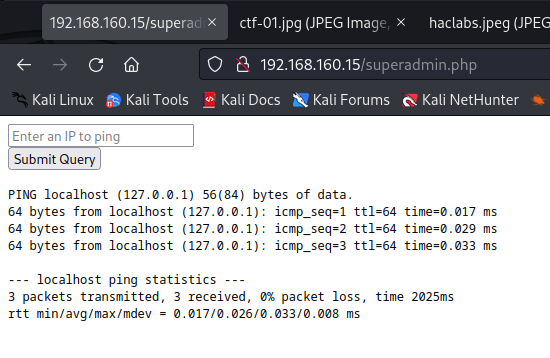 192.168.160.15/superad
ctf-01.jpg (JPEG Image,
haclabs.jpeg (JPEG
192.168.160.15/superadmin.php
Kali Linux
Kali Tools
Kali Docs
Kali Forums
Kali NetHunter
Enter an IP to ping
Submit Query
PING localhost (127.0.0.1) 56(84) bytes of data.
64 bytes from localhost (127.0.0.1): icmp_seq=1 ttl=64 time=0.017 ms
64 bytes from localhost (127.0.0.1): icmp_seq=2 ttl=64 time=0.029 ms
64 bytes from localhost (127.0.0.1): icmp_seq=3 ttl=64 time=0.033 ms
--- localhost ping statistics ---
3 packets transmitted, 3 received, 0% packet loss, time 2025ms
rtt min/avg/max/mdev = 0.017/0.026/0.033/0.008 ms